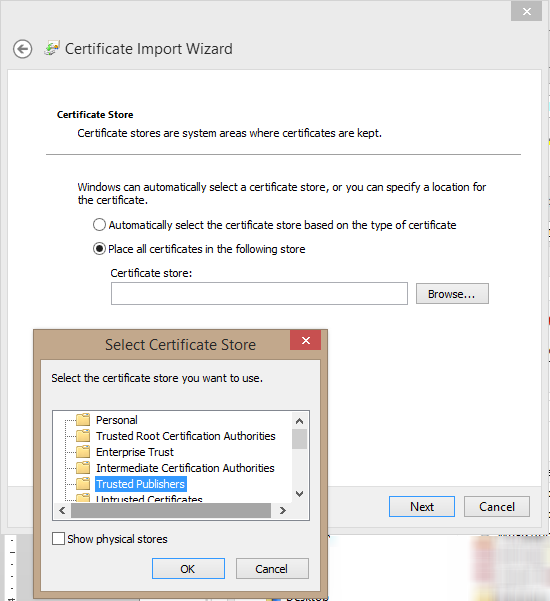 Certificate Import Wizard
Certificate Store
Certificate stores are system areas where certificates are kept.
Windows can automatically select a certificate store, or you can specify a location for
the certificate.
Automatically select the certificate store based on the type of certificate
Place all certificates in the following store
Certificate store:
Browse...
Select Certificate Store
Select the certificate store you want to use.
Personal
Trusted Root Certification Authorities
Enterprise Trust
Intermediate Certification Authorities
Trusted Publishers
Untrusted Certificates
Show physical stores
OK
Cancel
Next
Cancel
Desktop